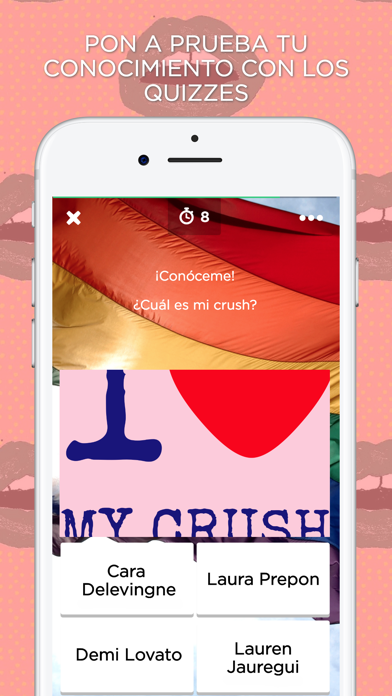 PON A PRUEBA TU
CONOCIMIENTO CON LOS
QUIZZES
8
¡Conóceme!
¿Cuál es mi crush?
I
MY CRUSH
Cara
Delevingne
Laura Prepon
Demi Lovato
Lauren
Jauregui